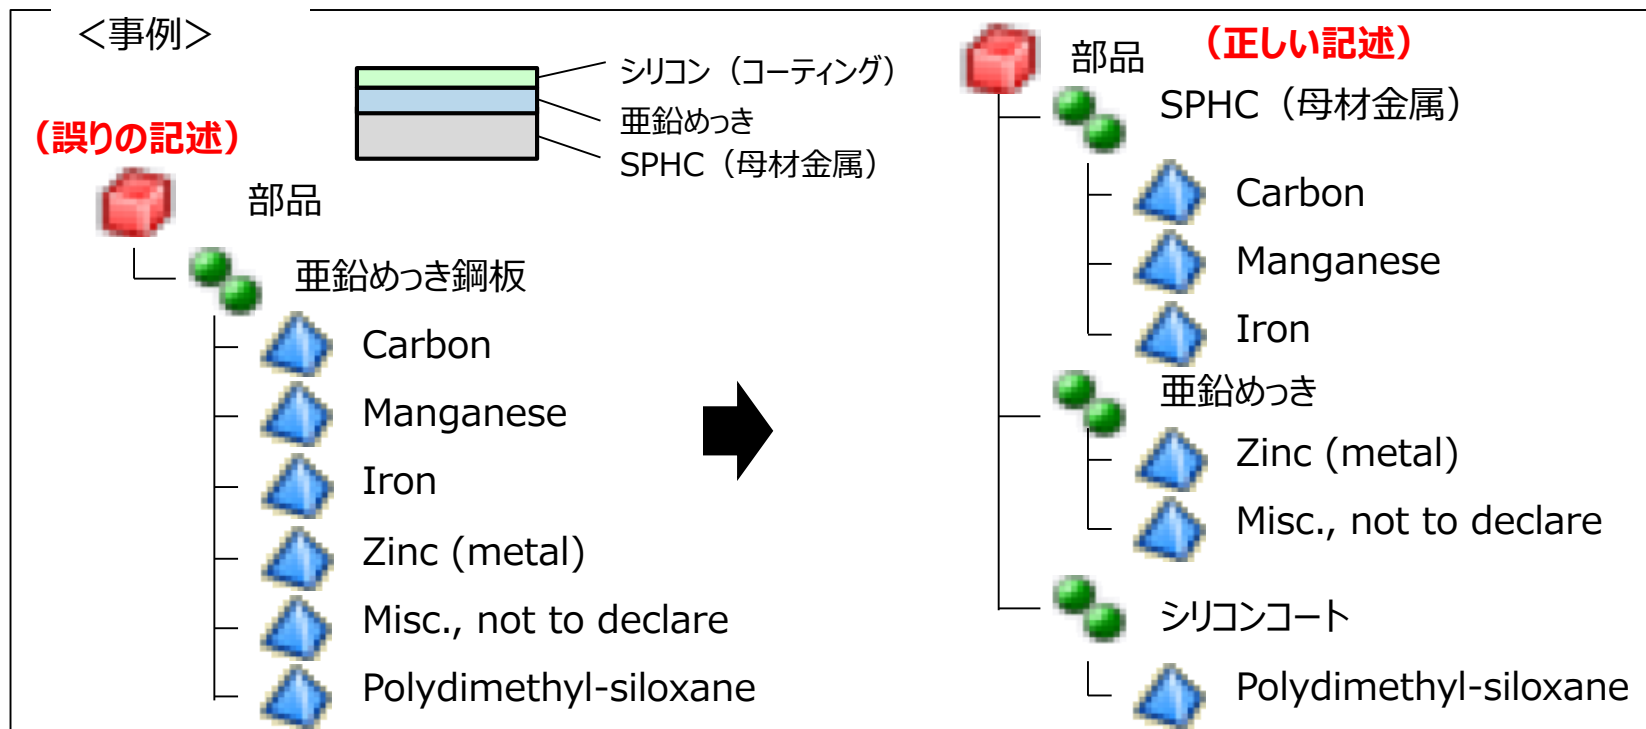 ＜事例＞
シリコン（コーティング）
亜鉛めっき
SPHC（母材金属）
（誤りの記述）
部品
亜鉛めっき鋼板
Carbon
Manganese
Iron
Zinc (metal)
Misc., not to declare
Polydimethyl-siloxane
（正しい記述）
部品
SPHC（母材金属）
Carbon
Manganese
Iron
亜鉛めっき
Zinc (metal)
Misc., not to declare
シリコンコート
Polydimethyl-siloxane